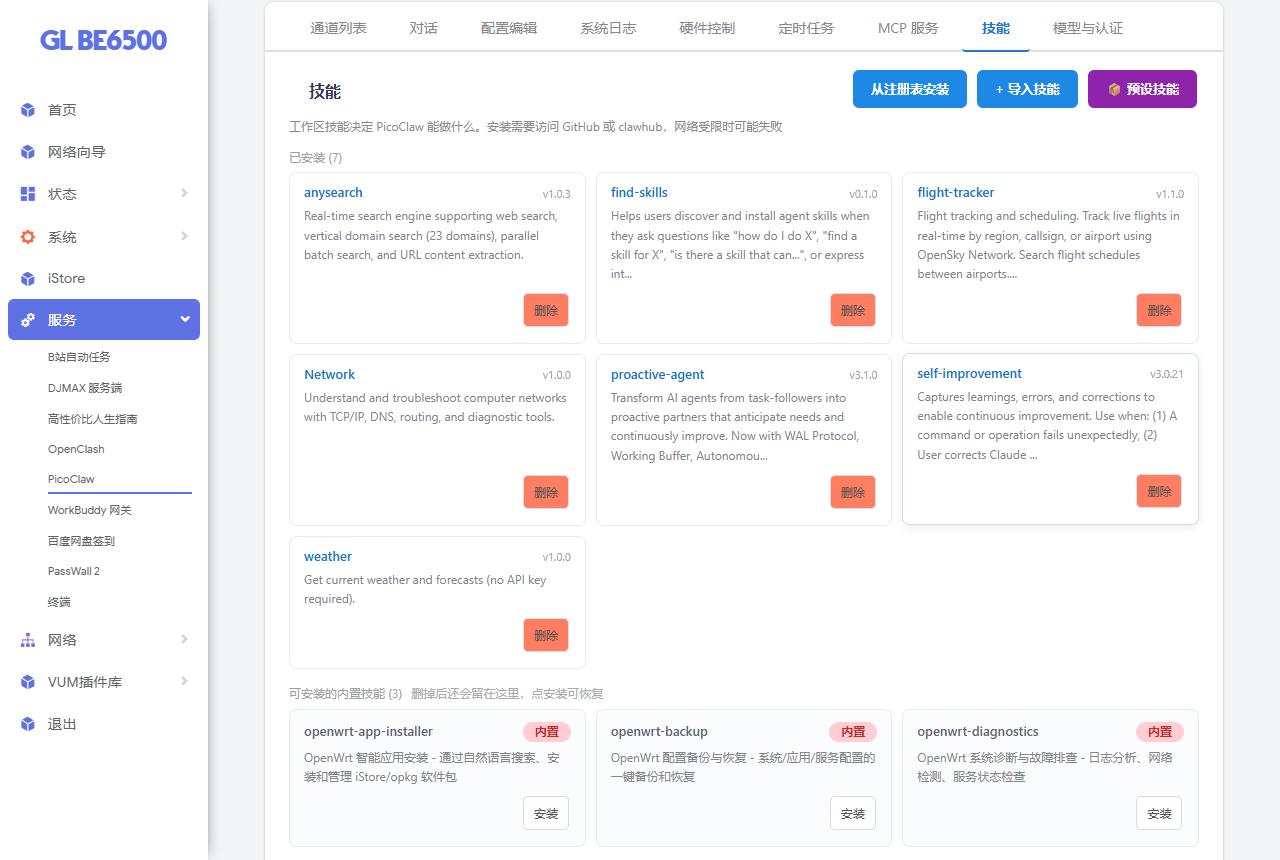 GL BE6500
首页
网络向导
状态
系统
iStore
服务
B站自动任务
DJMAX 服务端
高性价比人生指南
OpenClash
PicoClaw
WorkBuddy 网关
百度网盘签到
PassWall 2
终端
网络
VUM插件库
退出
通道列表
对话
配置编辑
系统日志
硬件控制
定时任务
MCP 服务
技能
模型与认证
技能
从注册表安装
+ 导入技能
预设技能
工作区技能决定 PicoClaw 能做什么。安装需要访问 GitHub 或 clawhub，网络受限时可能失败
已安装 (7)
anysearch
v1.0.3
Real-time search engine supporting web search,
vertical domain search (23 domains), parallel
batch search, and URL content extraction.
删除
find-skills
v0.1.0
Helps users discover and install agent skills when
they ask questions like "how do I do X", "find a
skill for X", "is there a skill that can...", or express
int...
删除
flight-tracker
v1.1.0
Flight tracking and scheduling. Track live flights in
real-time by region, callsign, or airport using
OpenSky Network. Search flight schedules
between airports....
删除
Network
v1.0.0
Understand and troubleshoot computer networks
with TCP/IP, DNS, routing, and diagnostic tools.
删除
proactive-agent
v3.1.0
Transform AI agents from task-followers into
proactive partners that anticipate needs and
continuously improve. Now with WAL Protocol,
Working Buffer, Autonomou...
删除
self-improvement
v3.0.21
Captures learnings, errors, and corrections to
enable continuous improvement. Use when: (1) A
command or operation fails unexpectedly, (2)
User corrects Claude ...
删除
weather
v1.0.0
Get current weather and forecasts (no API key
required).
删除
可安装的内置技能 (3) 删掉后还会留在这里，点安装可恢复
openwrt-app-installer
内置
OpenWrt 智能应用安装 - 通过自然语言搜索、安
装和管理 iStore/opkg 软件包
安装
openwrt-backup
内置
OpenWrt 配置备份与恢复 - 系统/应用/服务配置的
一键备份和恢复
安装
openwrt-diagnostics
内置
OpenWrt 系统诊断与故障排查 - 日志分析、网络
检测、服务状态检查
安装